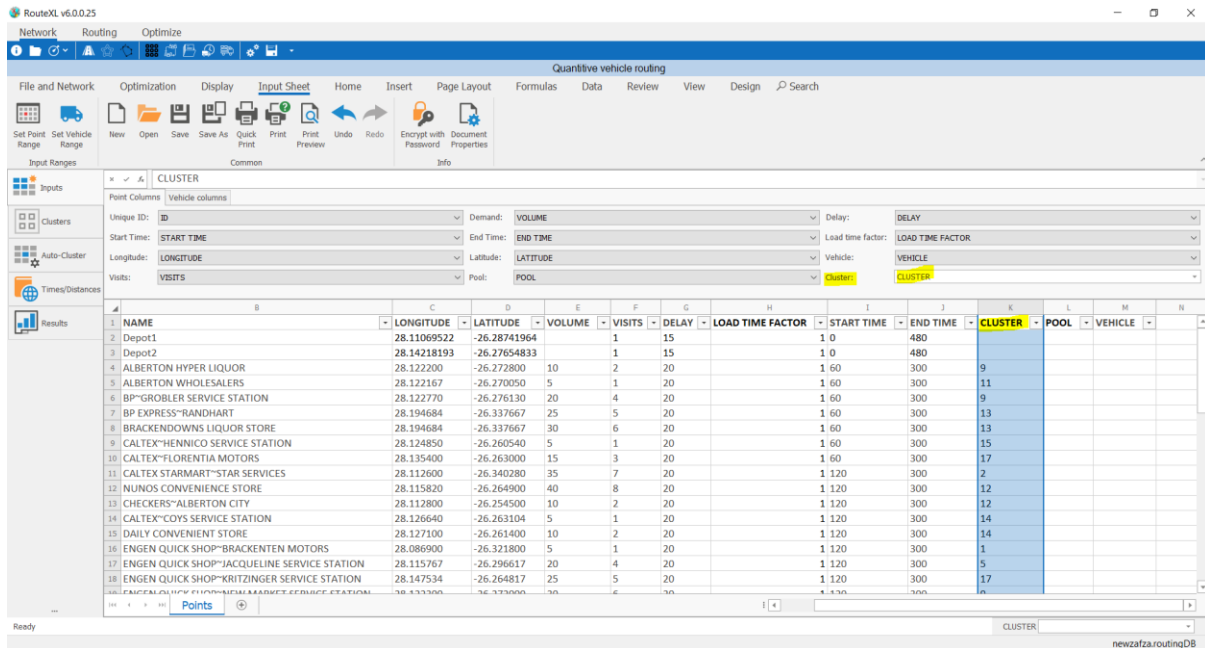 RouteXL v6.0.0.25
Network Routing Optimize
Quantitive vehicle routing
File and Network Optimization Display Input Sheet Home Insert Page Layout Formulas Data Review View Design Search
Set Point Range Set Vehicle Range New Open Save Save As Quick Print Print Print Preview Undo Redo Encrypt with Password Document Properties
Input Ranges Common Info
Inputs
CLUSTER
Point Columns Vehicle columns
Clusters
Unique ID: ID Demand: VOLUME Delay: DELAY
Start Time: START TIME End Time: END TIME Load time factor: LOAD TIME FACTOR
Auto-Cluster
Longitude: LONGITUDE Latitude: LATITUDE Vehicle: VEHICLE
Visits: VISITS Pool: POOL Cluster: CLUSTER
Times/Distances
Results
B C D E F G H I J K L M N
1 NAME LONGITUDE LATITUDE VOLUME VISITS DELAY LOAD TIME FACTOR START TIME END TIME CLUSTER POOL VEHICLE
2 Depot1 28.11069522 -26.28741964 1 15 1 0 480
3 Depot2 28.14218193 -26.27654833 1 15 1 0 480
4 ALBERTON HYPER LIQUOR 28.122200 -26.272800 10 2 20 1 60 300 9
5 ALBERTON WHOLESALERS 28.122167 -26.270050 5 1 20 1 60 300 11
6 BP~GROBLER SERVICE STATION 28.122770 -26.276130 20 4 20 1 60 300 9
7 BP EXPRESS~RANDHART 28.194684 -26.337667 25 5 20 1 60 300 13
8 BRACKENDOWNS LIQUOR STORE 28.194684 -26.337667 30 6 20 1 60 300 13
9 CALTEX~HENNICO SERVICE STATION 28.124850 -26.260540 5 1 20 1 60 300 15
10 CALTEX~FLORENTIA MOTORS 28.135400 -26.263000 15 3 20 1 60 300 17
11 CALTEX STARMART~STAR SERVICES 28.112600 -26.340280 35 7 20 1 120 300 2
12 NUNOS CONVENIENCE STORE 28.115820 -26.264900 40 8 20 1 120 300 12
13 CHECKERS~ALBERTON CITY 28.112800 -26.254500 10 2 20 1 120 300 12
14 CALTEX~COYS SERVICE STATION 28.126640 -26.263104 5 1 20 1 120 300 14
15 DAILY CONVENIENT STORE 28.127100 -26.261400 10 2 20 1 120 300 14
16 ENGEN QUICK SHOP~BRACKENTEN MOTORS 28.086900 -26.321800 5 1 20 1 120 300 1
17 ENGEN QUICK SHOP~JACQUELINE SERVICE STATION 28.115767 -26.296617 20 4 20 1 120 300 5
18 ENGEN QUICK SHOP~KRITZINGER SERVICE STATION 28.147534 -26.264817 25 5 20 1 120 300 17
Points
Ready CLUSTER
newzafza.routingDB